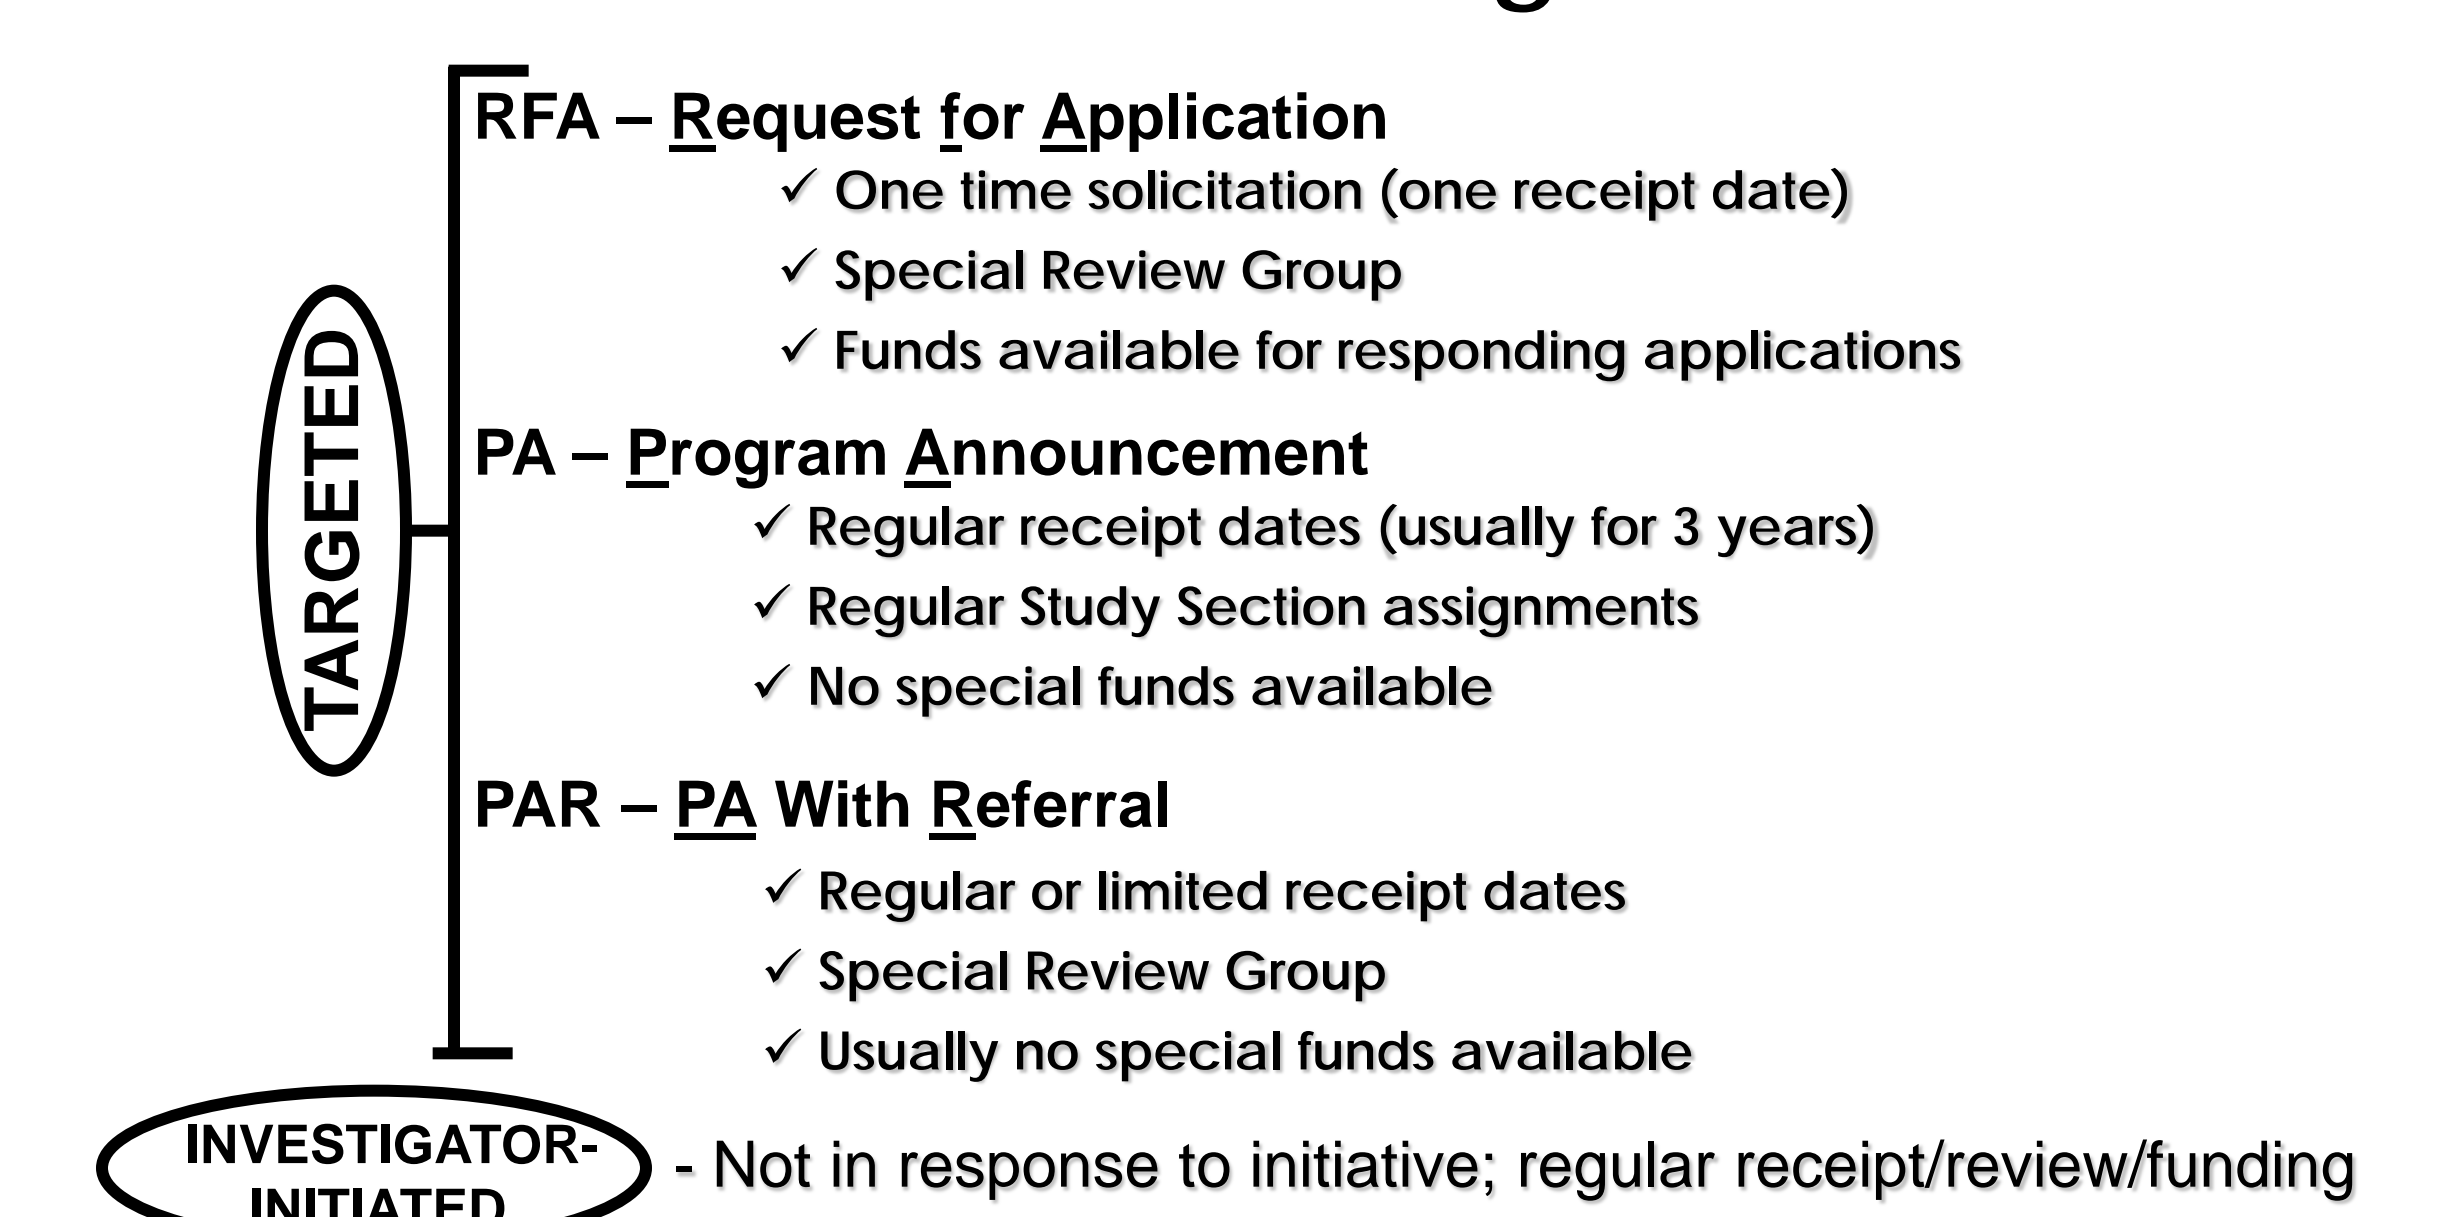 RFA – Request for Application
✓ One time solicitation (one receipt date)
✓ Special Review Group
✓ Funds available for responding applications
TARGETED
PA – Program Announcement
✓ Regular receipt dates (usually for 3 years)
✓ Regular Study Section assignments
✓ No special funds available
PAR – PA With Referral
✓ Regular or limited receipt dates
✓ Special Review Group
✓ Usually no special funds available
INVESTIGATOR-
INITIATED
- Not in response to initiative; regular receipt/review/funding